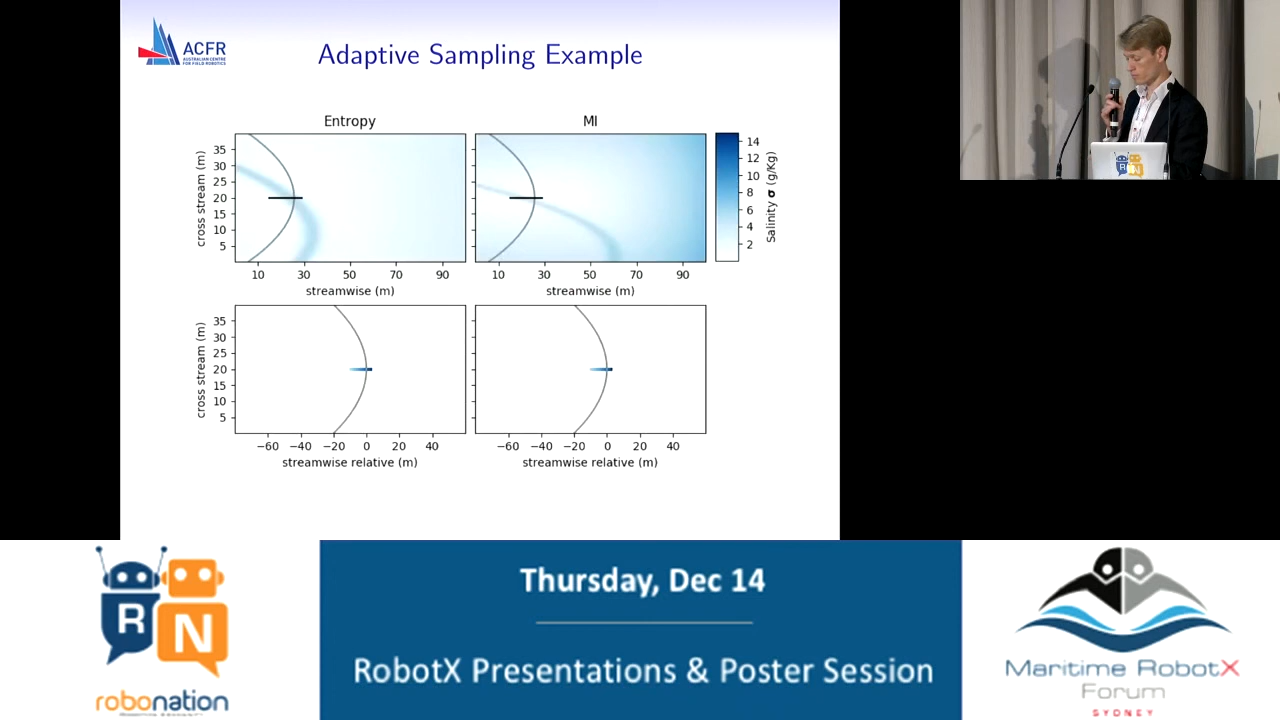 ACFR
AUSTRALIAN CENTRE
FOR FIELD ROBOTICS
Adaptive Sampling Example
Entropy
MI
cross stream (m)
35
30
25
20
15
10
5
10 30 50 70 90
streamwise (m)
10 30 50 70 90
streamwise (m)
14
12
10
8
6
4
2
Salinity σ (g/Kg)
cross stream (m)
35
30
25
20
15
10
5
−60 −40 −20 0 20 40
streamwise relative (m)
−60 −40 −20 0 20 40
streamwise relative (m)
RN
RN
robonation
Thursday, Dec 14
RobotX Presentations & Poster Session
Maritime RobotX
Forum
SYDNEY